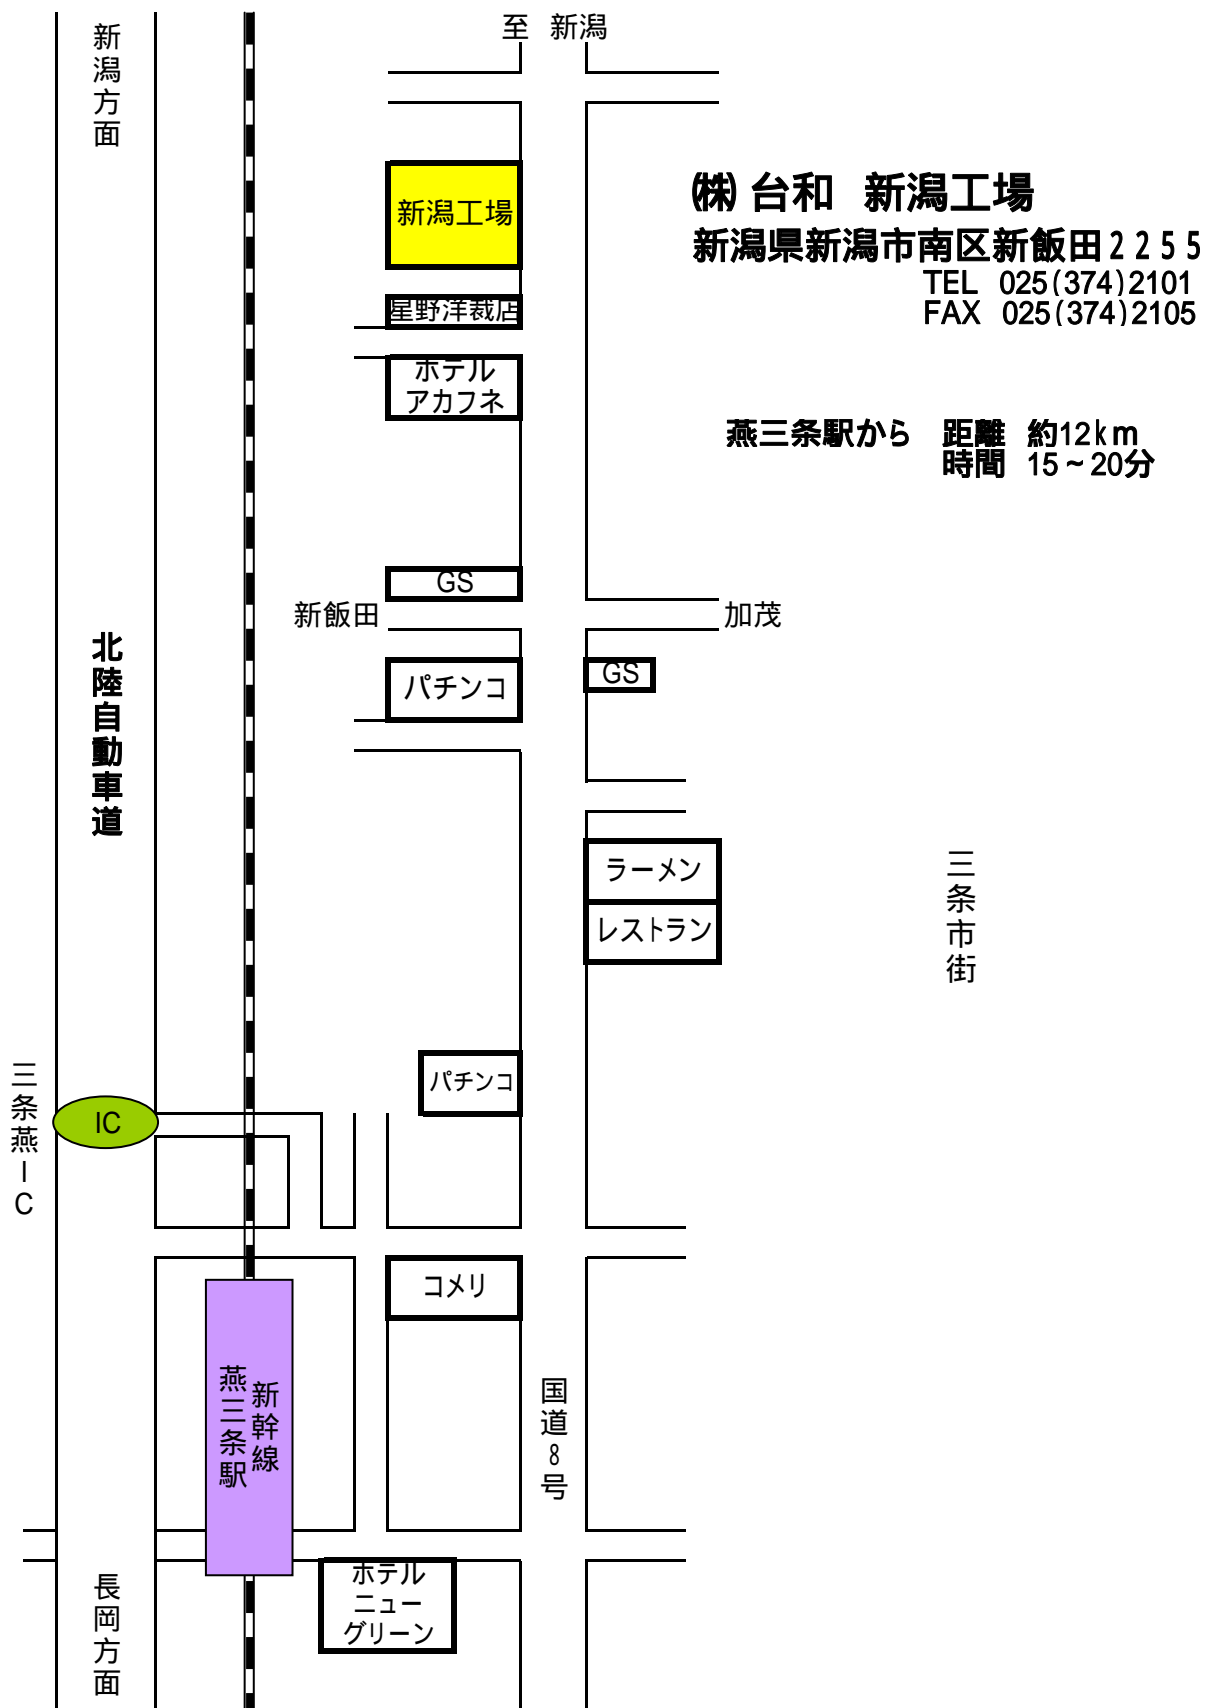 至 新潟
新潟方面
新潟工場
㈱ 台和 新潟工場
新潟県新潟市南区新飯田2255
TEL 025(374)2101
FAX 025(374)2105
星野洋裁店
ホテル
アカフネ
燕三条駅から 距離 約12km
時間 15～20分
GS
新飯田
加茂
北陸自動車道
パチンコ
GS
ラーメン
レストラン
三条市街
パチンコ
三条燕IC
IC
コメリ
新幹線
燕三条駅
国道8号
長岡方面
ホテル
ニュー
グリーン